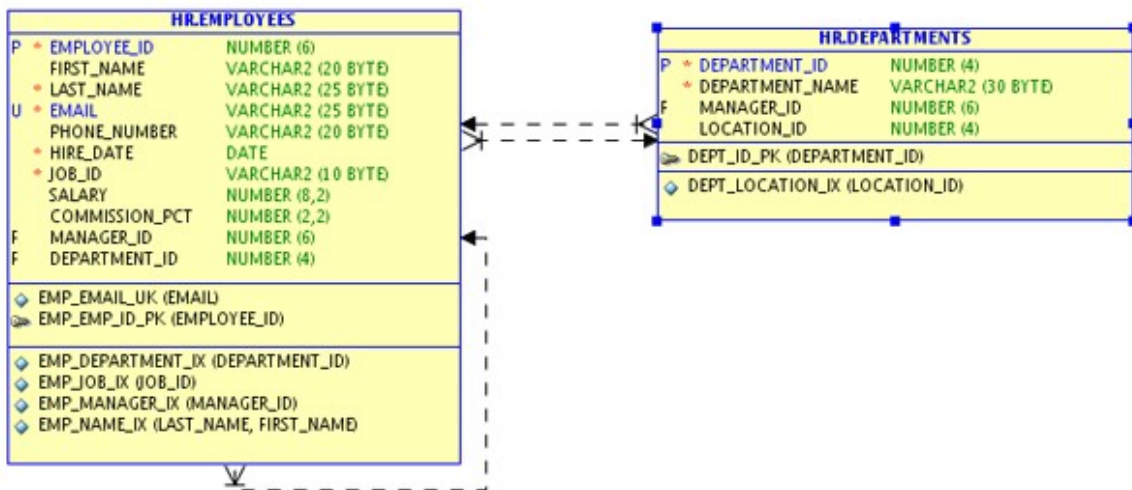 HR.EMPLOYEES
P * EMPLOYEE_ID NUMBER (6)
FIRST_NAME VARCHAR2 (20 BYTE)
* LAST_NAME VARCHAR2 (25 BYTE)
U * EMAIL VARCHAR2 (25 BYTE)
PHONE_NUMBER VARCHAR2 (20 BYTE)
* HIRE_DATE DATE
* JOB_ID VARCHAR2 (10 BYTE)
SALARY NUMBER (8,2)
COMMISSION_PCT NUMBER (2,2)
F MANAGER_ID NUMBER (6)
F DEPARTMENT_ID NUMBER (4)
EMP_EMAIL_UK (EMAIL)
EMP_EMP_ID_PK (EMPLOYEE_ID)
EMP_DEPARTMENT_IX (DEPARTMENT_ID)
EMP_JOB_IX (JOB_ID)
EMP_MANAGER_IX (MANAGER_ID)
EMP_NAME_IX (LAST_NAME, FIRST_NAME)
HR.DEPARTMENTS
P * DEPARTMENT_ID NUMBER (4)
* DEPARTMENT_NAME VARCHAR2 (30 BYTE)
F MANAGER_ID NUMBER (6)
LOCATION_ID NUMBER (4)
DEPT_ID_PK (DEPARTMENT_ID)
DEPT_LOCATION_IX (LOCATION_ID)